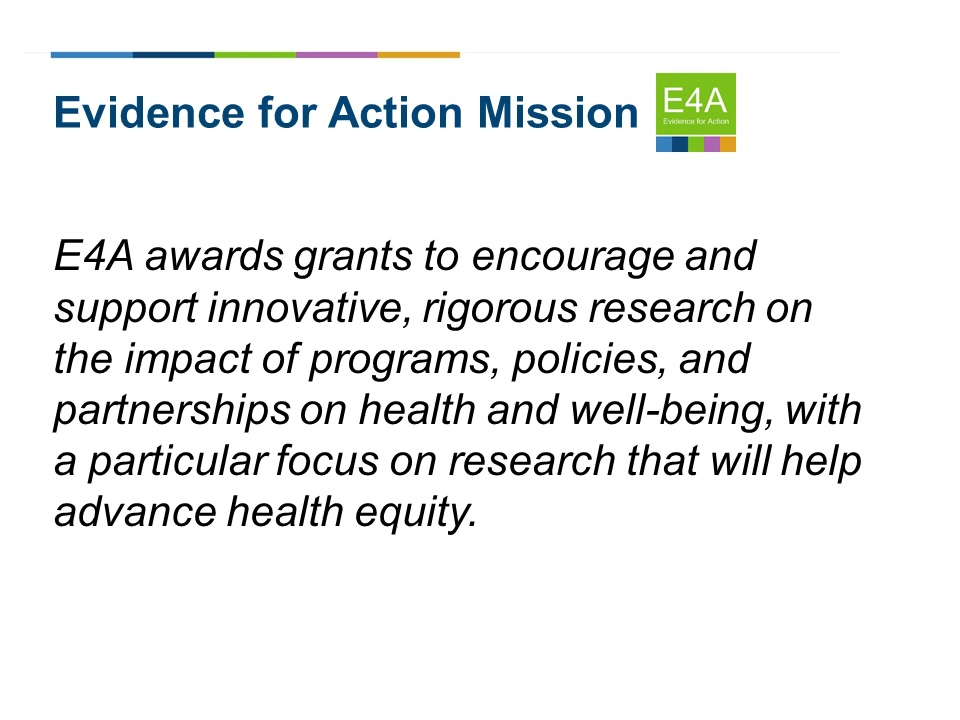 Evidence for Action Mission
E4A
Evidence for Action
E4A awards grants to encourage and
support innovative, rigorous research on
the impact of programs, policies, and
partnerships on health and well-being, with
a particular focus on research that will help
advance health equity.